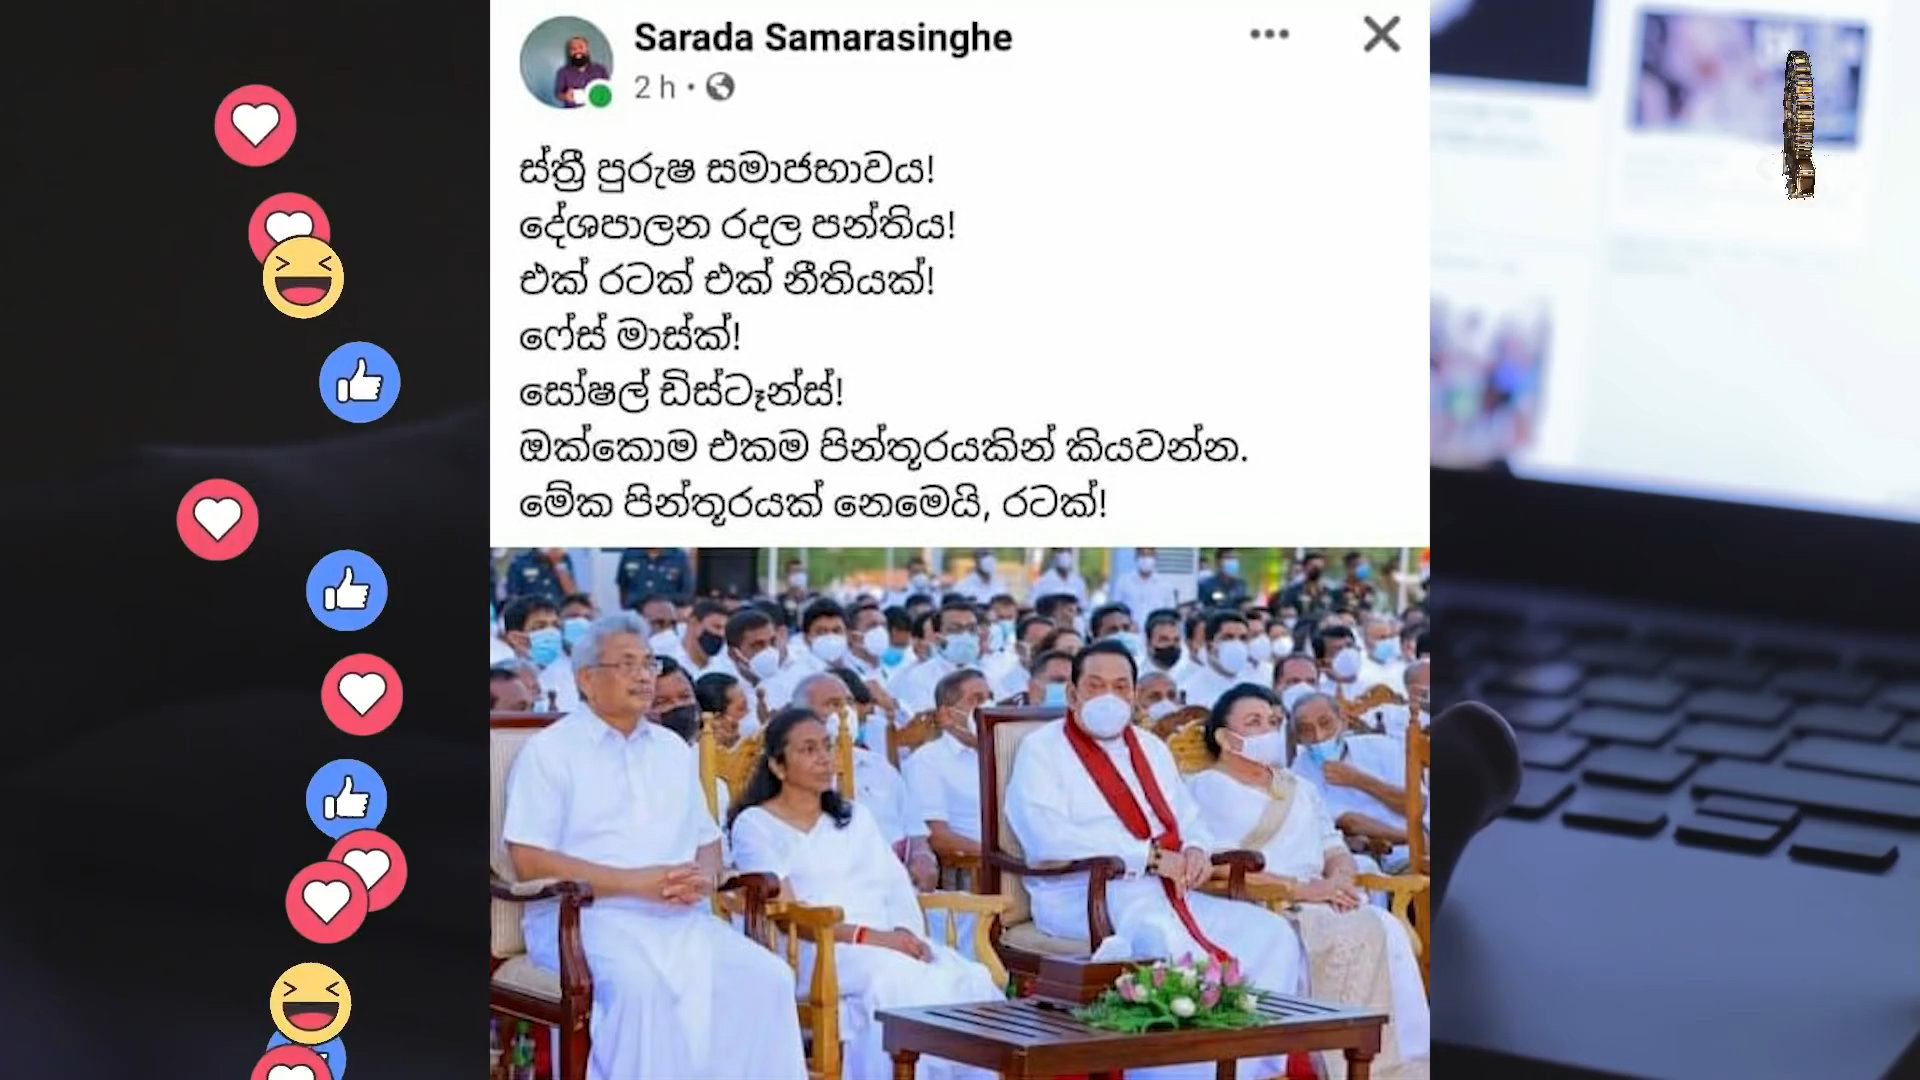 Sarada Samarasinghe
2 h
ස්ත්‍රී පුරුෂ සමාජභාවය!
දේශපාලන රදල පන්තිය!
එක් රටක් එක් නීතියක්!
ෆේස් මාස්ක්!
සෝෂල් ඩිස්ටෑන්ස්!
ඔක්කොම එකම පින්තූරයකින් කියවන්න.
මේක පින්තූරයක් නෙමෙයි, රටක්!